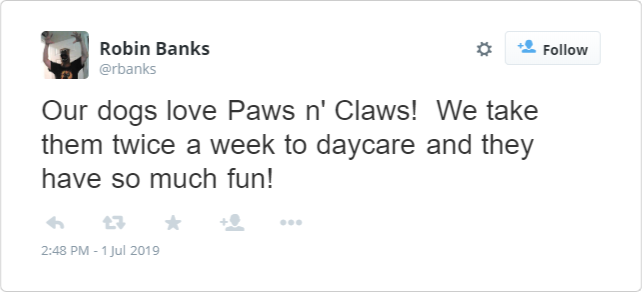 Robin Banks
@rbanks
Follow
Our dogs love Paws n' Claws!  We take
them twice a week to daycare and they
have so much fun!
2:48 PM - 1 Jul 2019